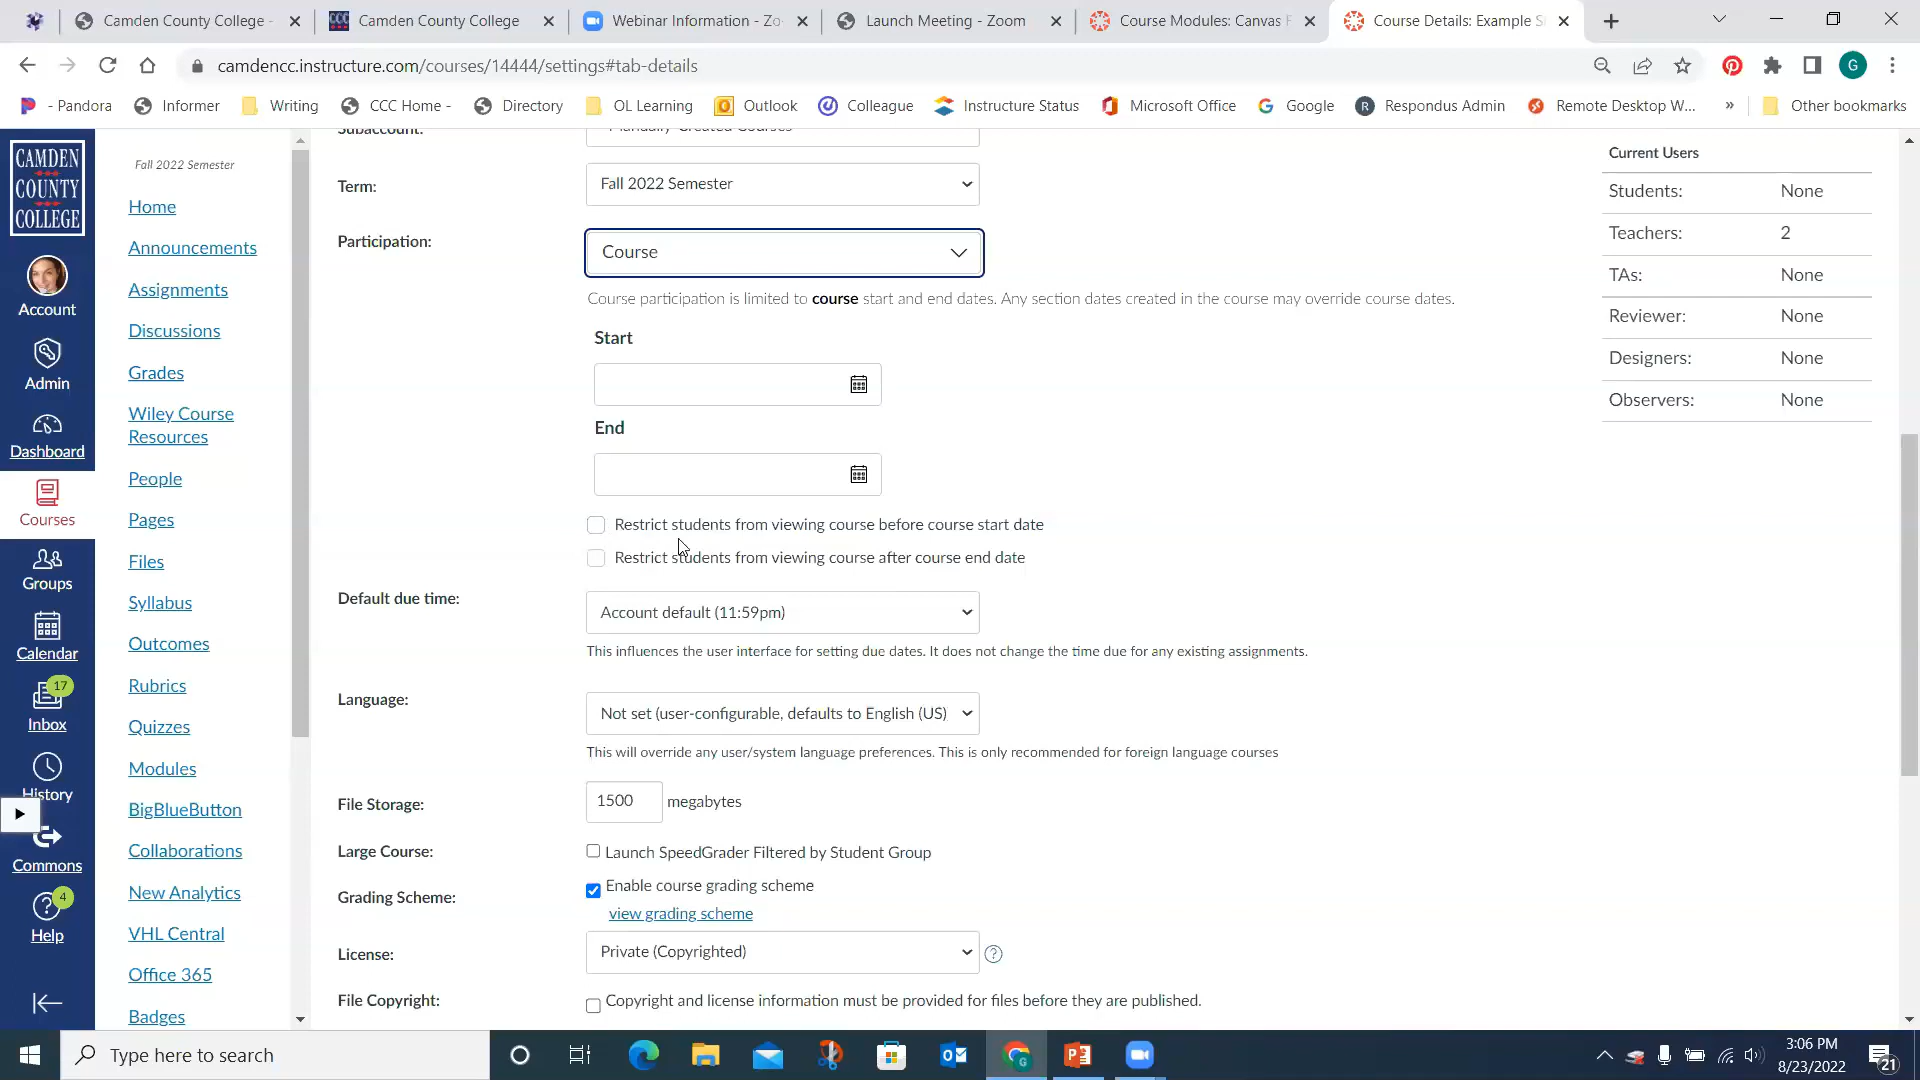 Camden County College -
Camden County College
Webinar Information - Zo
Launch Meeting - Zoom
Course Modules: Canvas F
Course Details: Example S
camdencc.instructure.com/courses/14444/settings#tab-details
G
- Pandora
Informer
Writing
CCC Home -
Directory
OL Learning
Outlook
Colleague
Instructure Status
Microsoft Office
Google
Respondus Admin
Remote Desktop W...
»
Other bookmarks
CAMDEN
COUNTY
COLLEGE
Account
Admin
Dashboard
Courses
Groups
Calendar
17
Inbox
History
Commons
4
Help
Fall 2022 Semester
Home
Announcements
Assignments
Discussions
Grades
Wiley Course
Resources
People
Pages
Files
Syllabus
Outcomes
Rubrics
Quizzes
Modules
BigBlueButton
Collaborations
New Analytics
VHL Central
Office 365
Badges
Subaccount:
Manually-Created Courses
Term:
Fall 2022 Semester
Participation:
Course
Course participation is limited to course start and end dates. Any section dates created in the course may override course dates.
Start
End
Restrict students from viewing course before course start date
Restrict students from viewing course after course end date
Default due time:
Account default (11:59pm)
This influences the user interface for setting due dates. It does not change the time due for any existing assignments.
Language:
Not set (user-configurable, defaults to English (US)
This will override any user/system language preferences. This is only recommended for foreign language courses
File Storage:
1500 megabytes
Large Course:
Launch SpeedGrader Filtered by Student Group
Grading Scheme:
Enable course grading scheme
view grading scheme
License:
Private (Copyrighted)
File Copyright:
Copyright and license information must be provided for files before they are published.
Current Users
Students: None
Teachers: 2
TAs: None
Reviewer: None
Designers: None
Observers: None
Type here to search
3:06 PM
8/23/2022
21